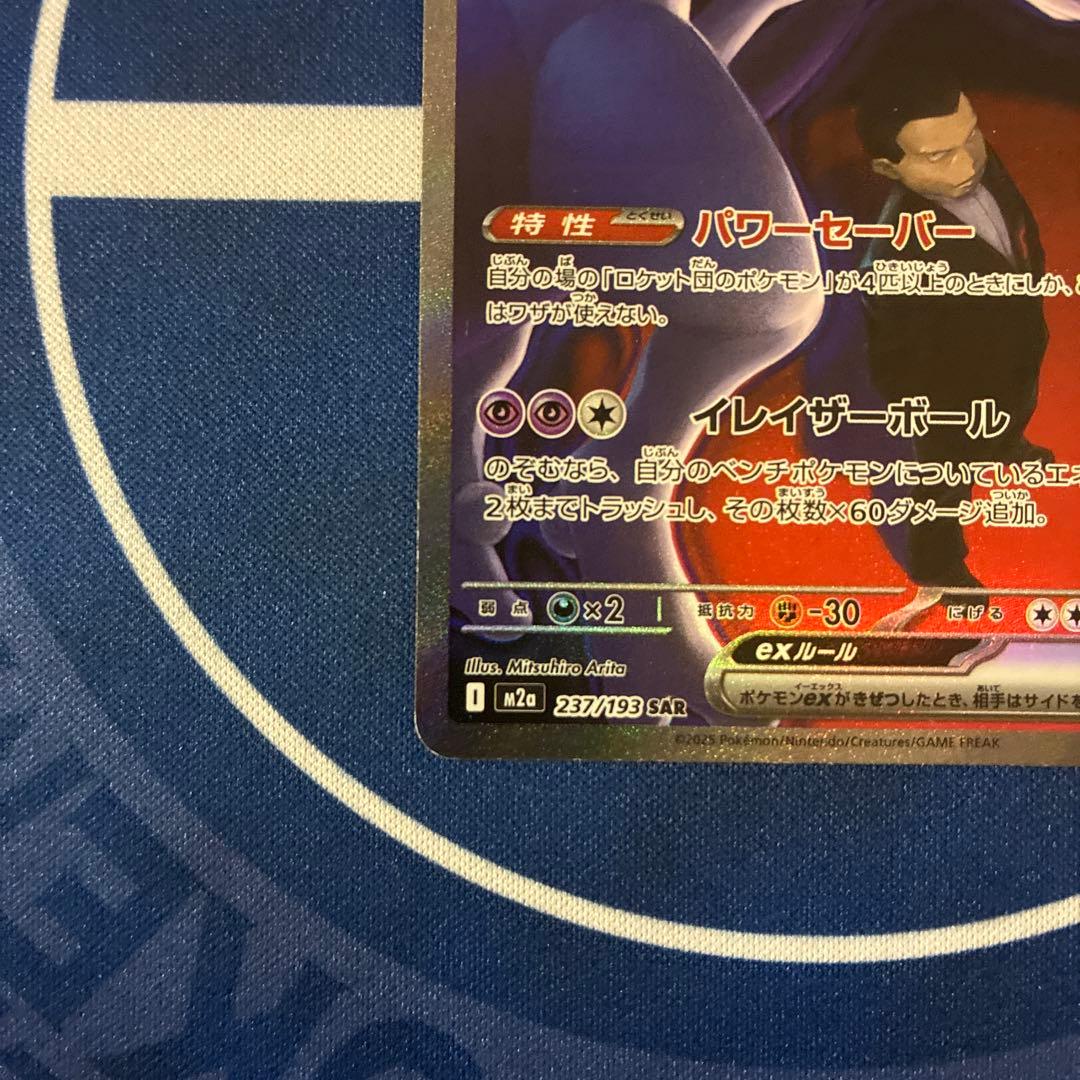 特性 とくせい パワーセーバー
じぶん ば だん ひきいじょう
自分の場の「ロケット団のポケモン」が4匹以上のときにしか、
つか
はワザが使えない。
イレイザーボール
じぶん
のぞむなら、自分のベンチポケモンについているエネ
まい まいすう ついか
2枚までトラッシュし、その枚数×60ダメージ追加。
弱点 ×2 抵抗力 -30 にげる
Illus. Mitsuhiro Arita
exルール
I M2a 237/193 SAR
イーエックス あいて
ポケモンexがきぜつしたとき、相手はサイドを
©2025 Pokémon/Nintendo/Creatures/GAME FREAK